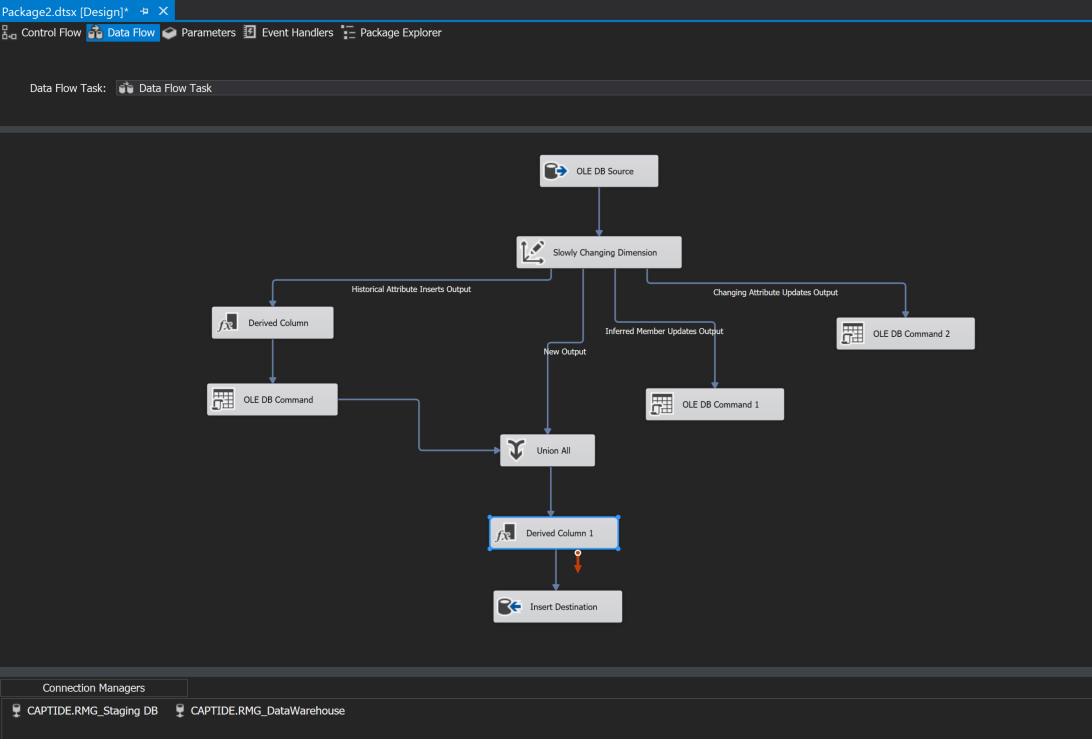 Package2.dtsx [Design]*
Control Flow Data Flow Parameters Event Handlers Package Explorer
Data Flow Task: Data Flow Task
OLE DB Source
Slowly Changing Dimension
Historical Attribute Inserts Output
Changing Attribute Updates Output
Derived Column
Inferred Member Updates Output
OLE DB Command 2
New Output
OLE DB Command
OLE DB Command 1
Union All
Derived Column 1
Insert Destination
Connection Managers
CAPTIDE.RMG_Staging DB CAPTIDE.RMG_DataWarehouse